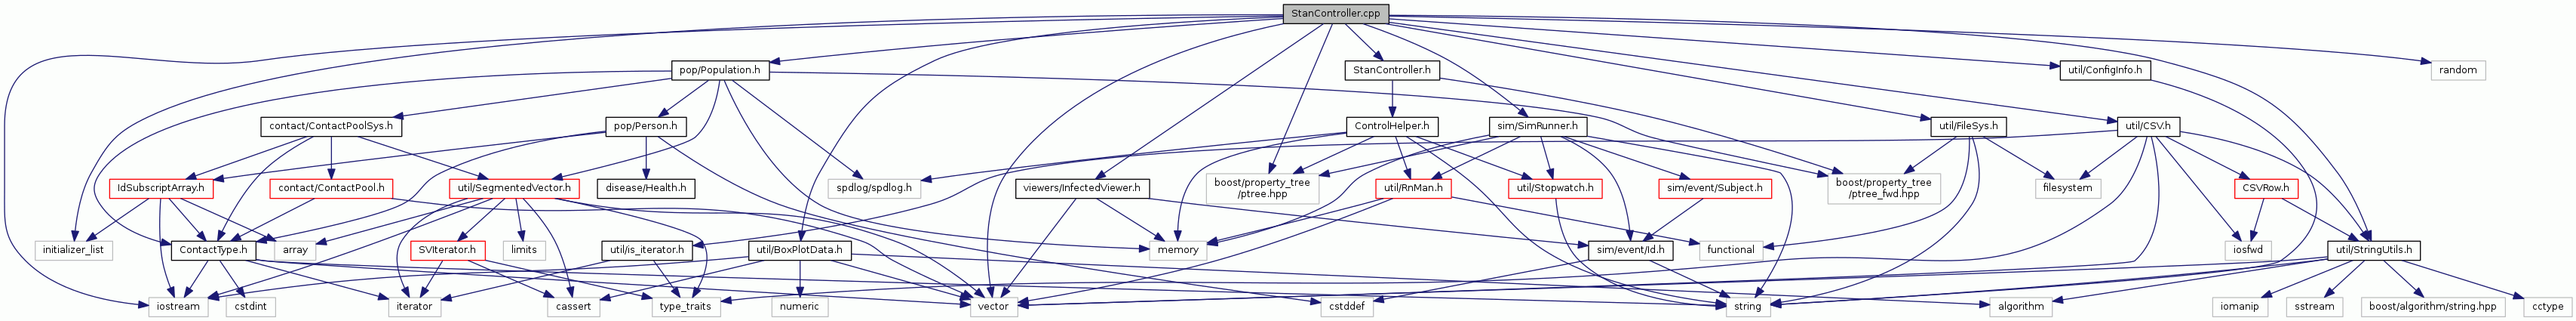 StanController.cpp
pop/Population.h
StanController.h
util/ConfigInfo.h
random
contact/ContactPoolSys.h
pop/Person.h
ControlHelper.h
sim/SimRunner.h
util/FileSys.h
util/CSV.h
IdSubscriptArray.h
contact/ContactPool.h
util/SegmentedVector.h
disease/Health.h
spdlog/spdlog.h
viewers/InfectedViewer.h
boost/property_tree
/ptree.hpp
util/RnMan.h
util/Stopwatch.h
sim/event/Subject.h
boost/property_tree
/ptree_fwd.hpp
filesystem
CSVRow.h
initializer_list
ContactType.h
array
SVIterator.h
limits
util/is_iterator.h
util/BoxPlotData.h
memory
sim/event/Id.h
functional
iosfwd
util/StringUtils.h
iostream
cstdint
iterator
cassert
type_traits
numeric
vector
cstddef
string
algorithm
iomanip
sstream
boost/algorithm/string.hpp
cctype